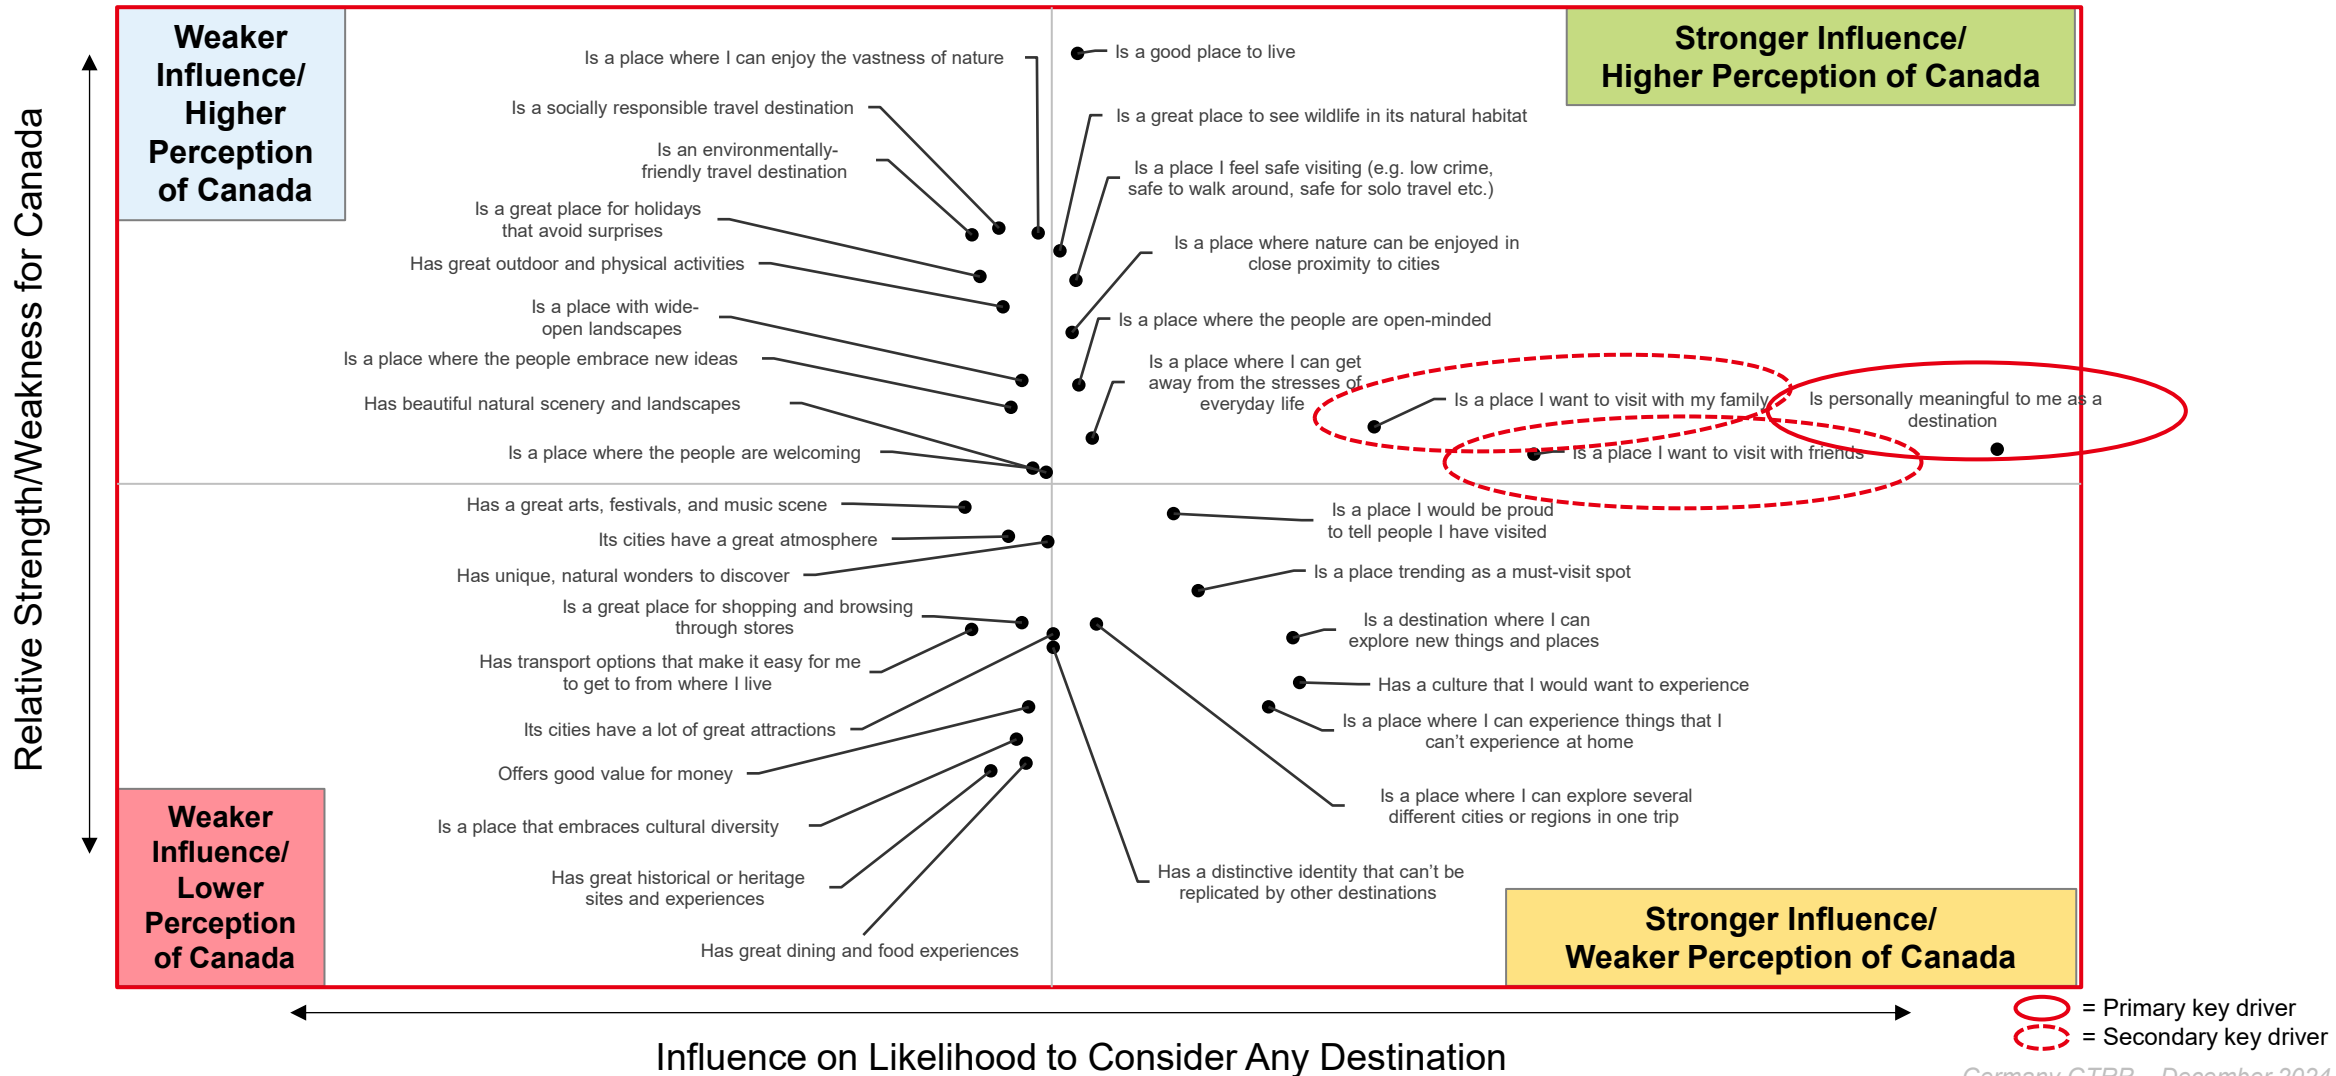 Weaker
Influence/
Higher
Perception
of Canada
Stronger Influence/
Higher Perception of Canada
Relative Strength/Weakness for Canada
Is a place where I can enjoy the vastness of nature
Is a good place to live
Is a socially responsible travel destination
Is a great place to see wildlife in its natural habitat
Is an environmentally-
friendly travel destination
Is a place I feel safe visiting (e.g. low crime,
safe to walk around, safe for solo travel etc.)
Is a great place for holidays
that avoid surprises
Is a place where nature can be enjoyed in
close proximity to cities
Has great outdoor and physical activities
Is a place with wide-
open landscapes
Is a place where the people are open-minded
Is a place where the people embrace new ideas
Is a place where I can get
away from the stresses of
everyday life
Has beautiful natural scenery and landscapes
Is a place I want to visit with my family
Is personally meaningful to me as a
destination
Is a place where the people are welcoming
Is a place I want to visit with friends
Has a great arts, festivals, and music scene
Is a place I would be proud
to tell people I have visited
Its cities have a great atmosphere
Has unique, natural wonders to discover
Is a place trending as a must-visit spot
Is a great place for shopping and browsing
through stores
Is a destination where I can
explore new things and places
Has transport options that make it easy for me
to get to from where I live
Has a culture that I would want to experience
Its cities have a lot of great attractions
Is a place where I can experience things that I
can’t experience at home
Offers good value for money
Is a place where I can explore several
different cities or regions in one trip
Is a place that embraces cultural diversity
Has great historical or heritage
sites and experiences
Has a distinctive identity that can’t be
replicated by other destinations
Has great dining and food experiences
Weaker
Influence/
Lower
Perception
of Canada
Stronger Influence/
Weaker Perception of Canada
Influence on Likelihood to Consider Any Destination
= Primary key driver
= Secondary key driver
Germany GTRP – December 2024